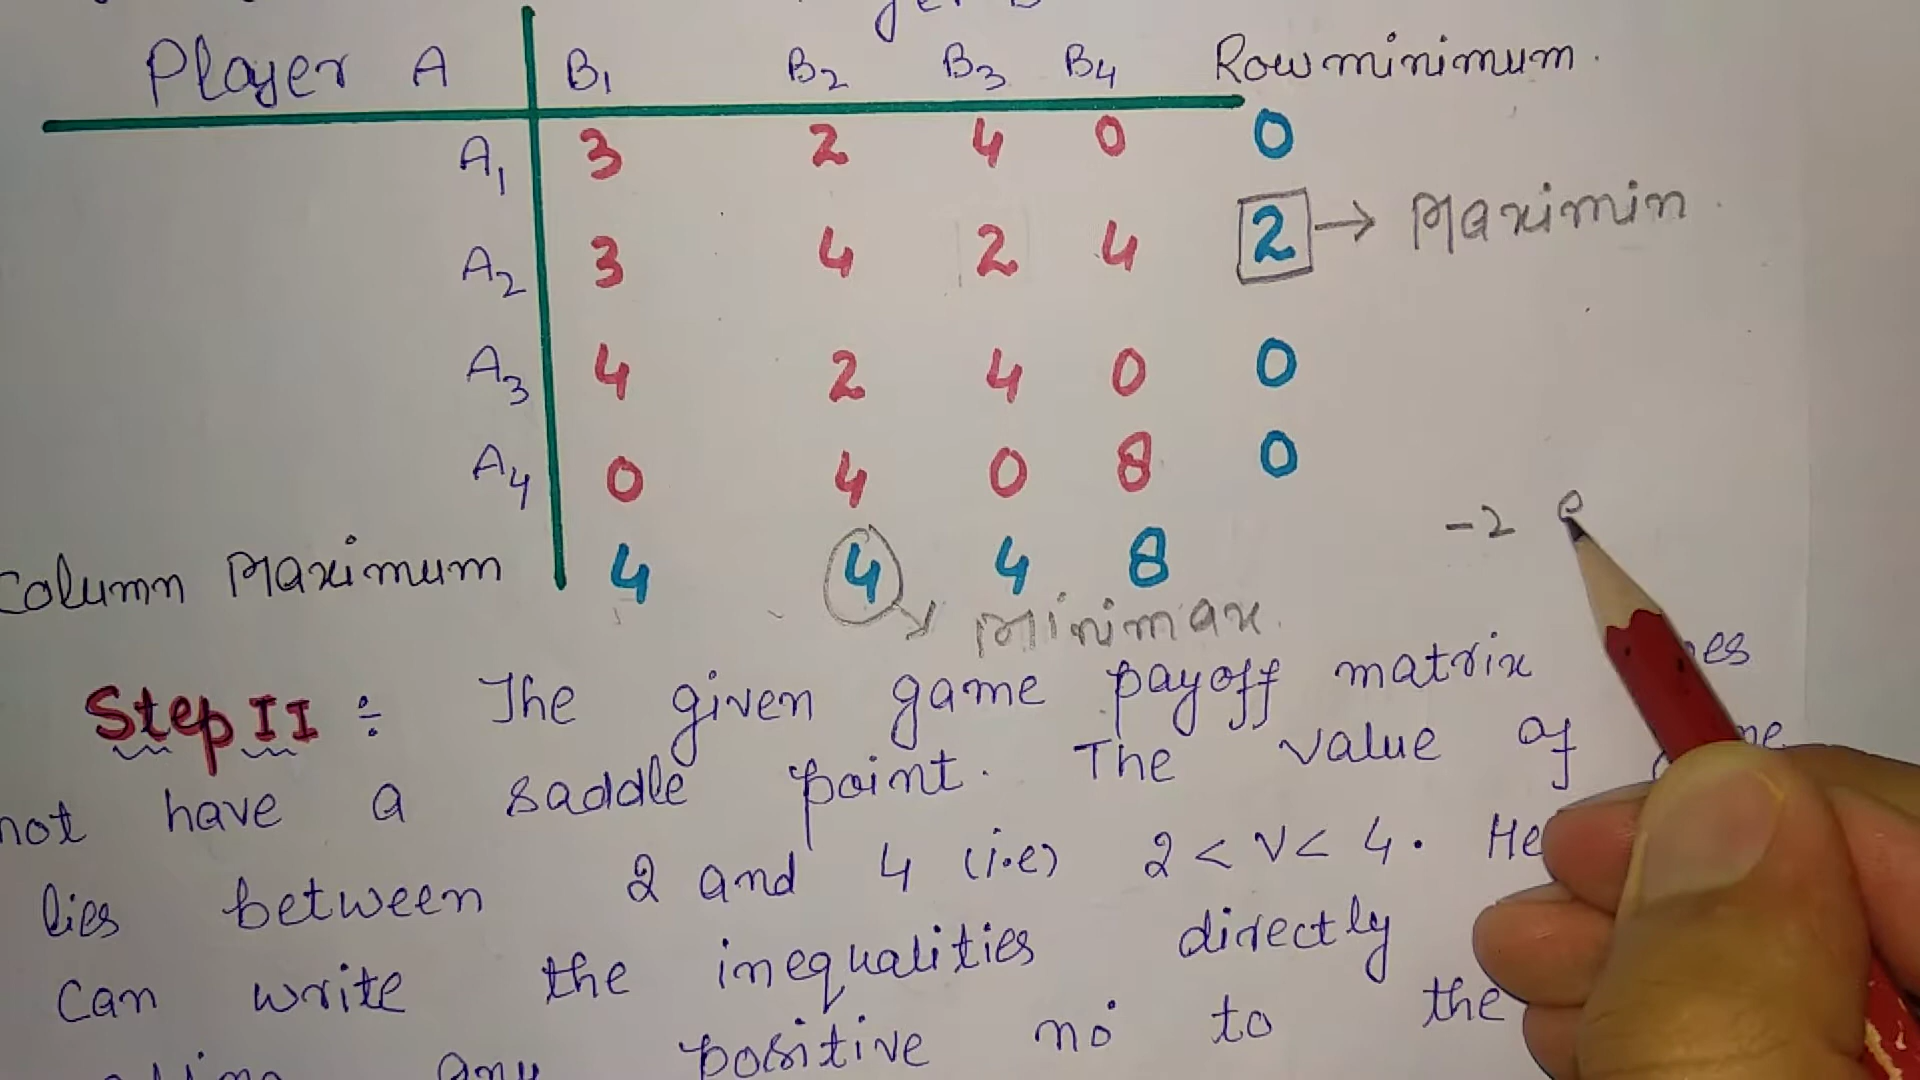 Player A B1 B2 B3 B4 Row minimum.
A1 3 2 4 0 0
A2 3 4 2 4 2 → Maximin
A3 4 2 4 0 0
A4 0 4 0 8 0
Column Maximum 4 4 4 8
-2
Minimax.
Step II : The given game payoff matrix
not have a saddle point. The value of
lies between 2 and 4 (i.e) 2 < V < 4.
Can write the inequalities directly
any positive no to the